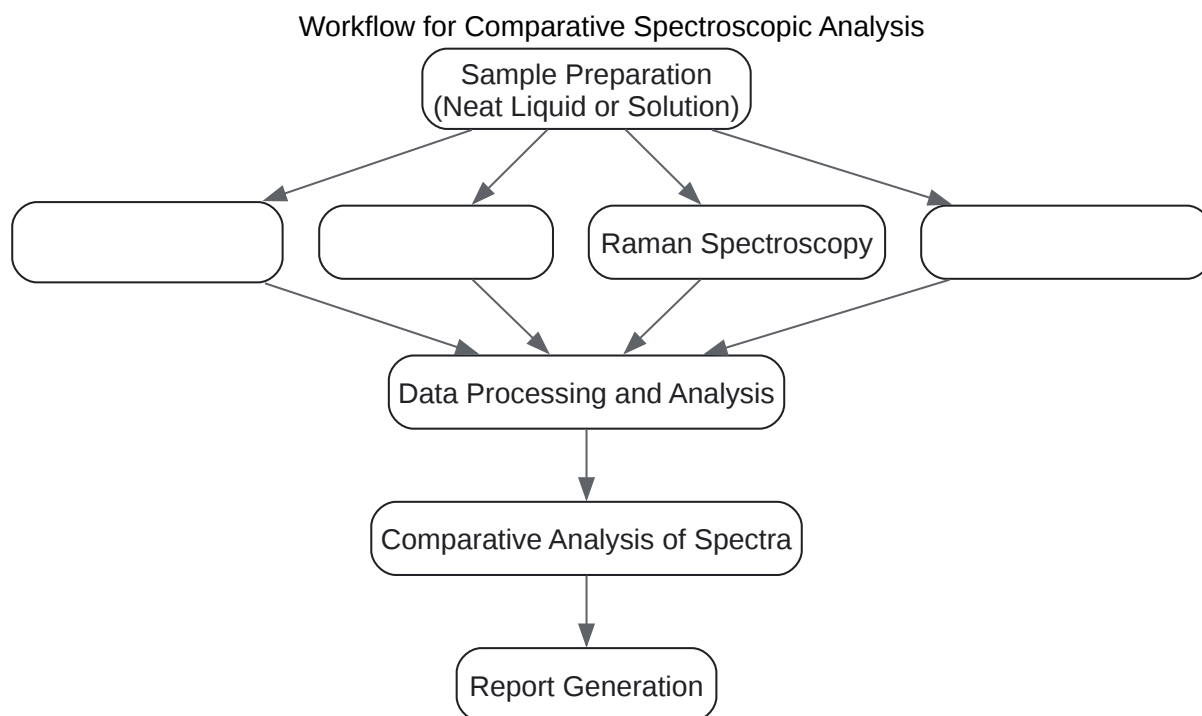 Workflow for Comparative Spectroscopic Analysis
Sample Preparation
(Neat Liquid or Solution)
Raman Spectroscopy
Data Processing and Analysis
Comparative Analysis of Spectra
Report Generation